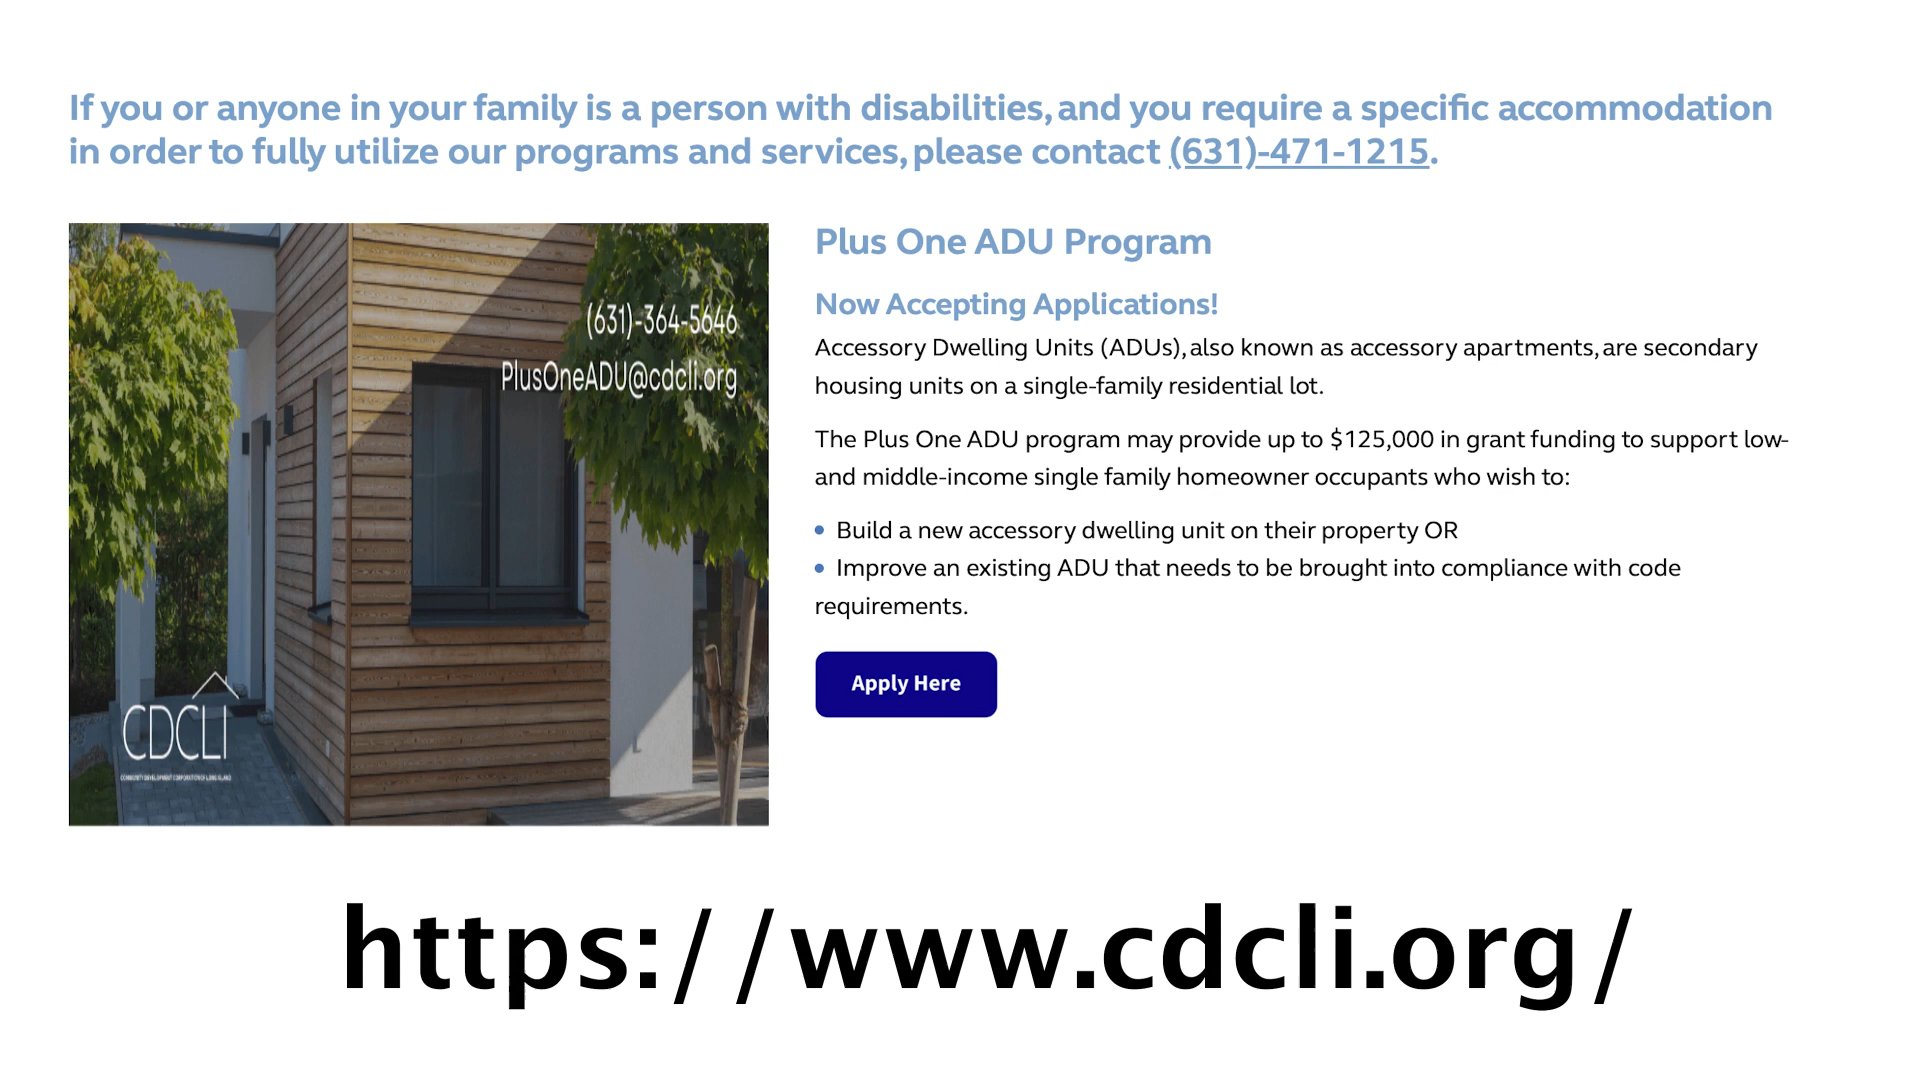 If you or anyone in your family is a person with disabilities, and you require a specific accommodation
in order to fully utilize our programs and services, please contact (631)-471-1215.
(631)-364-5646
PlusOneADU@cdcli.org
CDCLI
COMMUNITY DEVELOPMENT CORPORATION OF LONG ISLAND
Plus One ADU Program
Now Accepting Applications!
Accessory Dwelling Units (ADUs), also known as accessory apartments, are secondary
housing units on a single-family residential lot.
The Plus One ADU program may provide up to $125,000 in grant funding to support low-
and middle-income single family homeowner occupants who wish to:
• Build a new accessory dwelling unit on their property OR
• Improve an existing ADU that needs to be brought into compliance with code
requirements.
Apply Here
https://www.cdcli.org/